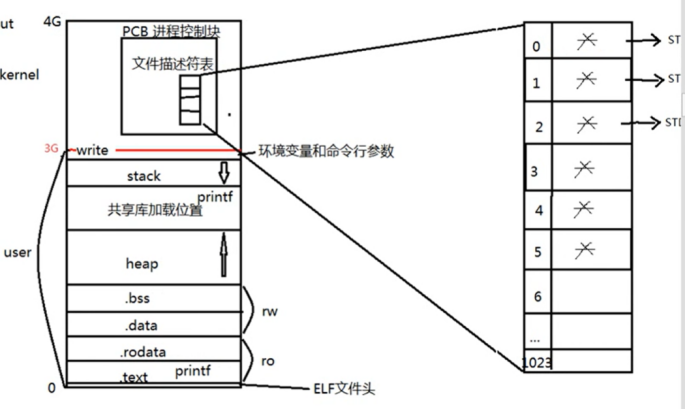 ut
kernel
user
4G
3G
0
PCB 进程控制块
文件描述符表
write
环境变量和命令行参数
stack
printf
共享库加载位置
heap
.bss
.data
rw
.rodata
.text
printf
ro
ELF文件头
0
ST
1
ST
2
STD
3
4
5
6
...
1023